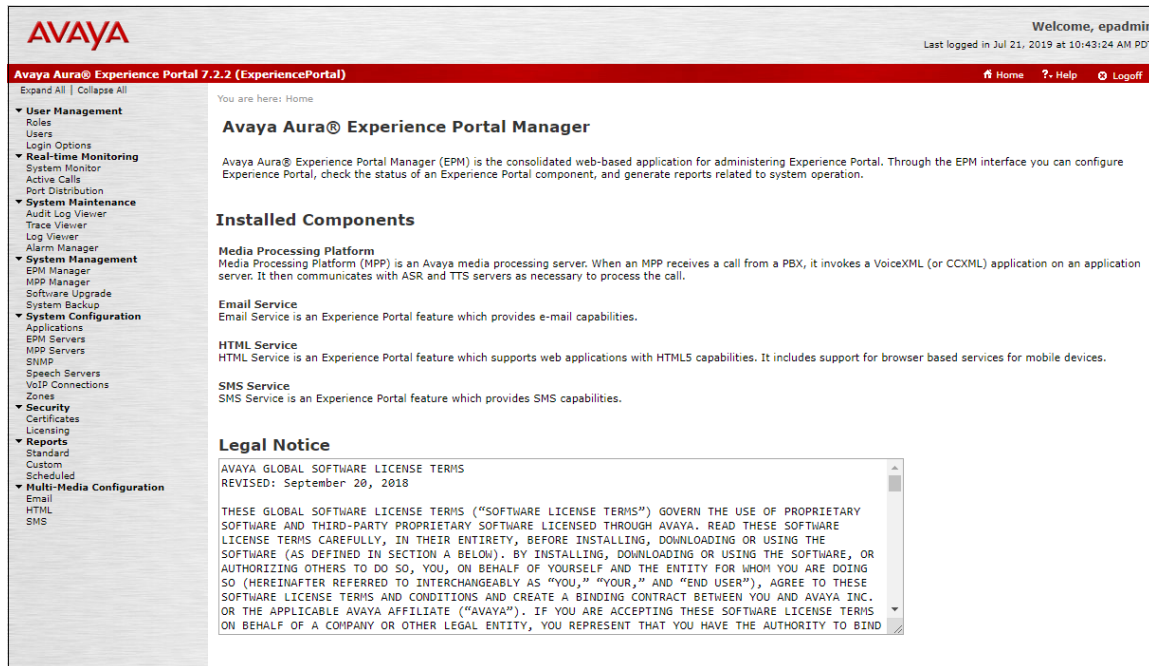 AVAYA
Welcome, epadmin
Last logged in Jul 21, 2019 at 10:43:24 AM PDT
Avaya Aura® Experience Portal 7.2.2 (ExperiencePortal)
Home ? Help Logoff
Expand All | Collapse All
You are here: Home
▼ User Management
Roles
Users
Login Options
▼ Real-time Monitoring
System Monitor
Active Calls
Port Distribution
▼ System Maintenance
Audit Log Viewer
Trace Viewer
Log Viewer
Alarm Manager
▼ System Management
EPM Manager
MPP Manager
Software Upgrade
System Backup
▼ System Configuration
Applications
EPM Servers
MPP Servers
SNMP
Speech Servers
VoIP Connections
Zones
▼ Security
Certificates
Licensing
▼ Reports
Standard
Custom
Scheduled
▼ Multi-Media Configuration
Email
HTML
SMS
Avaya Aura® Experience Portal Manager
Avaya Aura® Experience Portal Manager (EPM) is the consolidated web-based application for administering Experience Portal. Through the EPM interface you can configure
Experience Portal, check the status of an Experience Portal component, and generate reports related to system operation.
Installed Components
Media Processing Platform
Media Processing Platform (MPP) is an Avaya media processing server. When an MPP receives a call from a PBX, it invokes a VoiceXML (or CCXML) application on an application
server. It then communicates with ASR and TTS servers as necessary to process the call.
Email Service
Email Service is an Experience Portal feature which provides e-mail capabilities.
HTML Service
HTML Service is an Experience Portal feature which supports web applications with HTML5 capabilities. It includes support for browser based services for mobile devices.
SMS Service
SMS Service is an Experience Portal feature which provides SMS capabilities.
Legal Notice
AVAYA GLOBAL SOFTWARE LICENSE TERMS
REVISED: September 20, 2018
THESE GLOBAL SOFTWARE LICENSE TERMS (“SOFTWARE LICENSE TERMS”) GOVERN THE USE OF PROPRIETARY
SOFTWARE AND THIRD-PARTY PROPRIETARY SOFTWARE LICENSED THROUGH AVAYA. READ THESE SOFTWARE
LICENSE TERMS CAREFULLY, IN THEIR ENTIRETY, BEFORE INSTALLING, DOWNLOADING OR USING THE
SOFTWARE (AS DEFINED IN SECTION A BELOW). BY INSTALLING, DOWNLOADING OR USING THE SOFTWARE, OR
AUTHORIZING OTHERS TO DO SO, YOU, ON BEHALF OF YOURSELF AND THE ENTITY FOR WHOM YOU ARE DOING
SO (HEREINAFTER REFERRED TO INTERCHANGEABLY AS “YOU,” “YOUR,” AND “END USER”), AGREE TO THESE
SOFTWARE LICENSE TERMS AND CONDITIONS AND CREATE A BINDING CONTRACT BETWEEN YOU AND AVAYA INC.
OR THE APPLICABLE AVAYA AFFILIATE (“AVAYA”). IF YOU ARE ACCEPTING THESE SOFTWARE LICENSE TERMS
ON BEHALF OF A COMPANY OR OTHER LEGAL ENTITY, YOU REPRESENT THAT YOU HAVE THE AUTHORITY TO BIND